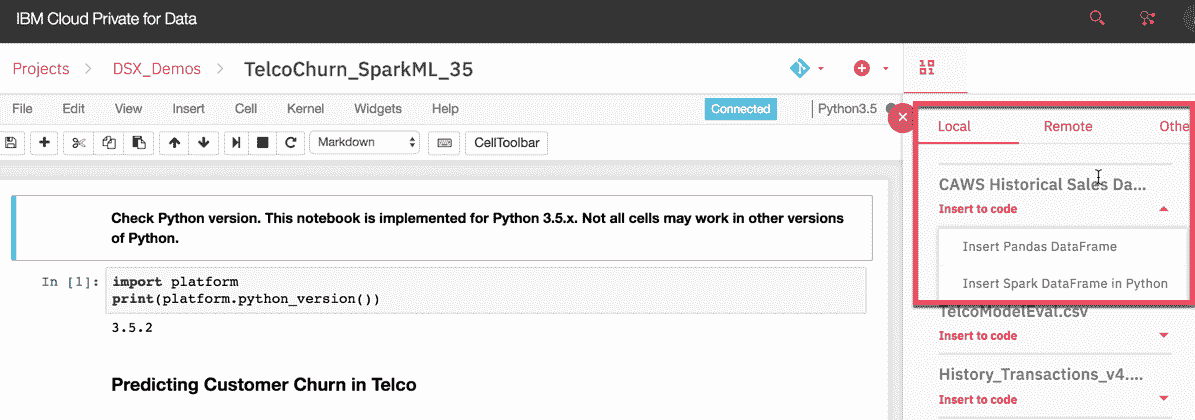 IBM Cloud Private for Data
Projects > DSX_Demos > TelcoChurn_SparkML_35
File Edit View Insert Cell Kernel Widgets Help Connected Python3.5
Markdown CellToolbar
Check Python version. This notebook is implemented for Python 3.5.x. Not all cells may work in other versions
of Python.
In [1]: import platform
print(platform.python_version())
3.5.2
Predicting Customer Churn in Telco
Local Remote Othe
CAWS Historical Sales Da...
Insert to code
Insert Pandas DataFrame
Insert Spark DataFrame in Python
TelcoModelEval.csv
Insert to code
History_Transactions_v4....
Insert to code